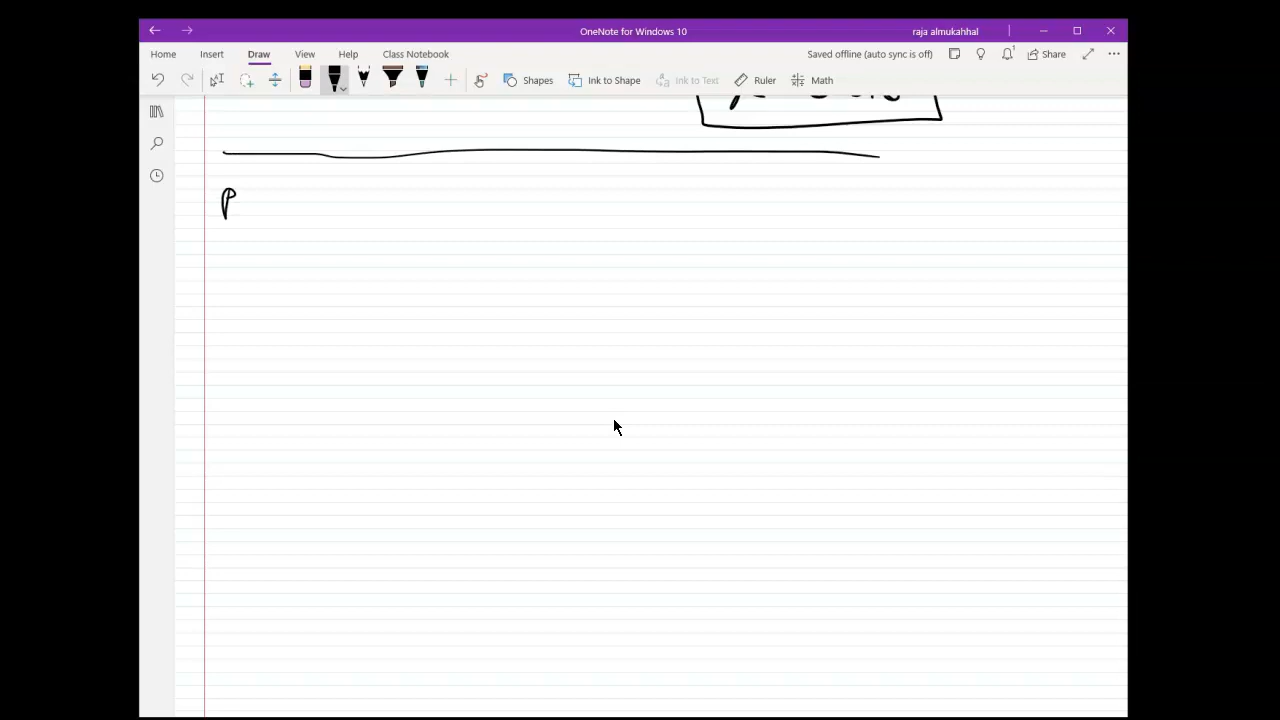 OneNote for Windows 10
raja almukahhal
Home Insert Draw View Help Class Notebook
Saved offline (auto sync is off)
Share
Shapes
Ink to Shape
Ink to Text
Ruler
Math
P